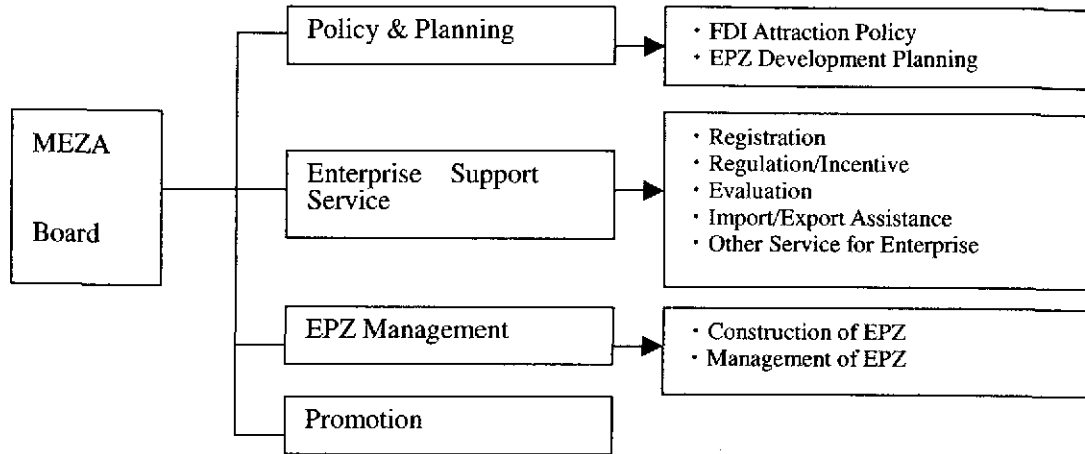 MEZA
Board
Policy & Planning
・FDI Attraction Policy
・EPZ Development Planning
Enterprise Support
Service
・Registration
・Regulation/Incentive
・Evaluation
・Import/Export Assistance
・Other Service for Enterprise
EPZ Management
・Construction of EPZ
・Management of EPZ
Promotion